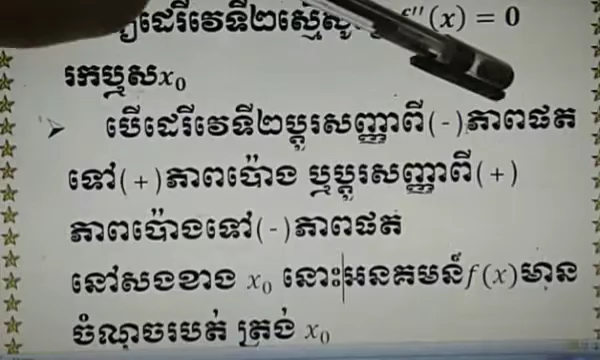 ដេរីវេទី២ស្មើសូ f''(x) = 0
រកឬស x₀
➢ បើដេរីវេទី២ប្តូរសញ្ញាពី(-)ភាពផត
ទៅ(+)ភាពប៉ោង ឬប្តូរសញ្ញាពី(+)
ភាពប៉ោងទៅ(-)ភាពផត
នៅសងខាង x₀ នោះអនុគមន៍ f(x)មាន
ចំណុចរបត់ ត្រង់ x₀